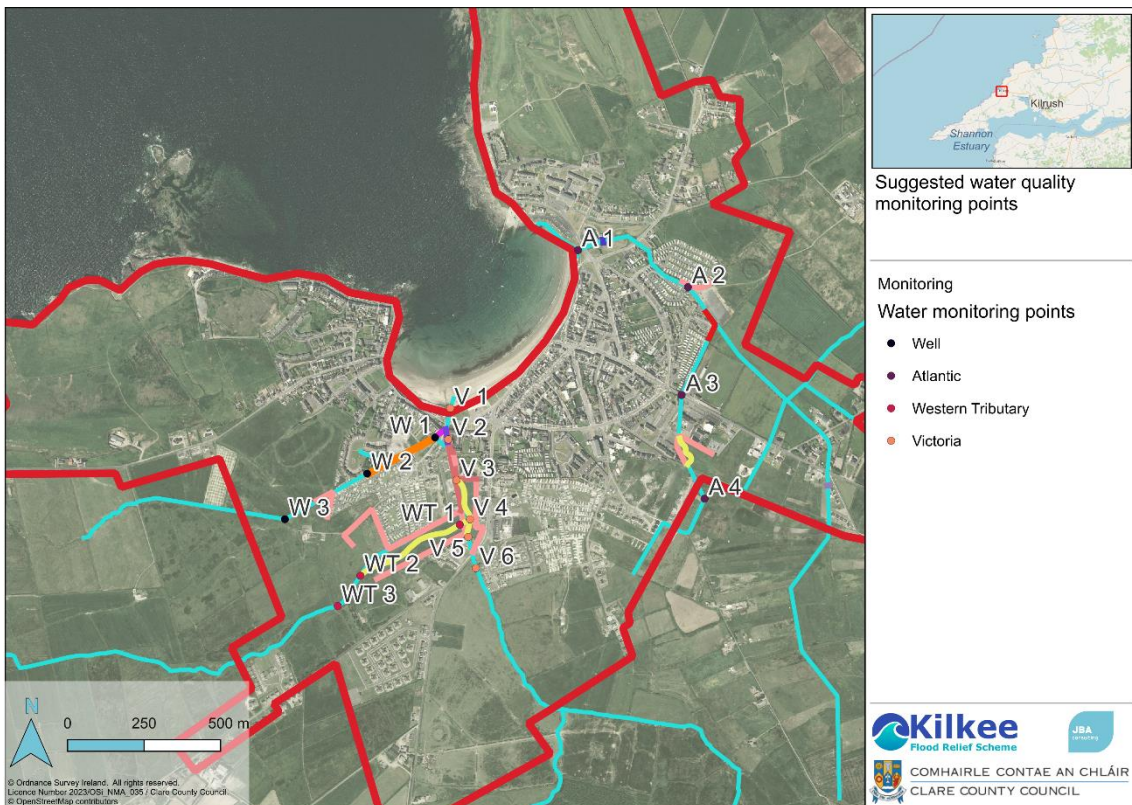 A 1
A 2
A 3
A 4
V 1
W 1
V 2
W 2
V 3
W 3
WT 1
V 4
V 5
WT 2
V 6
WT 3
N
0 250 500 m
© Ordnance Survey Ireland. All rights reserved.
Licence Number 2023/OSi_NMA_035 / Clare County Council.
© OpenStreetMap contributors
Kilrush
Shannon
Estuary
Suggested water quality
monitoring points
Monitoring
Water monitoring points
Well
Atlantic
Western Tributary
Victoria
Kilkee
Flood Relief Scheme
JBA
consulting
COMHAIRLE CONTAE AN CHLÁIR
CLARE COUNTY COUNCIL